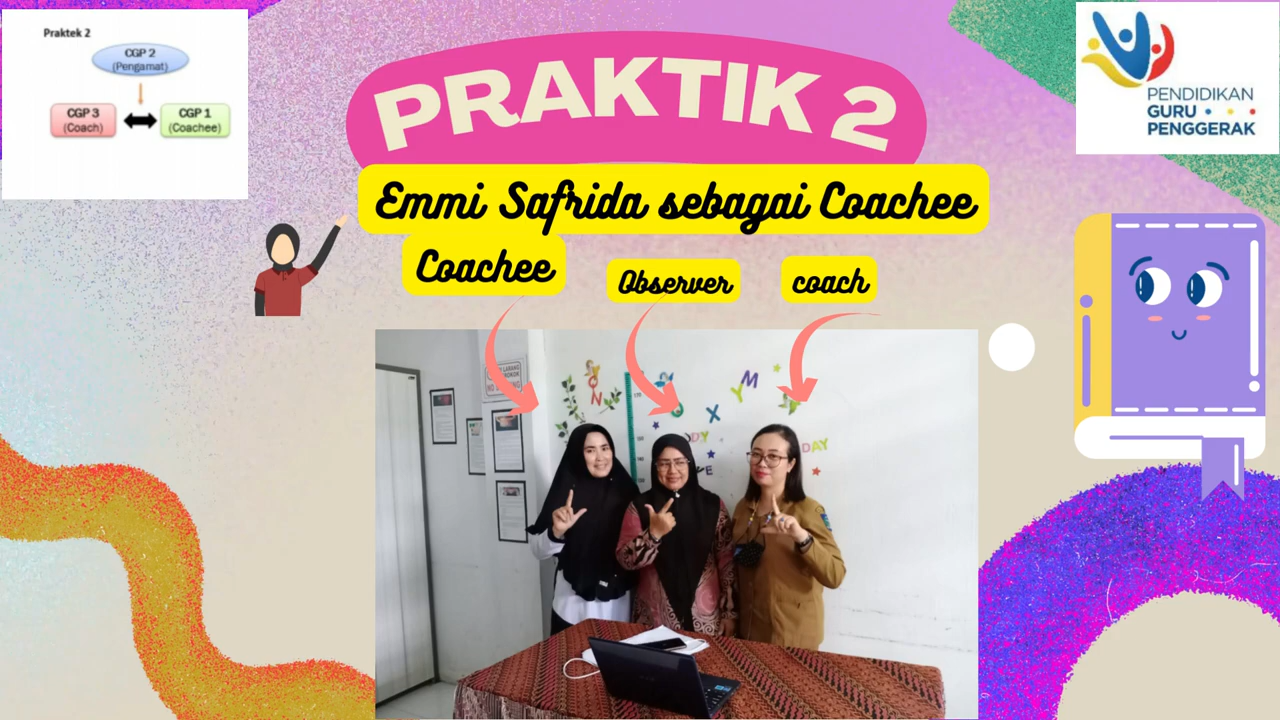 Praktek 2
CGP 2
(Pengamat)
CGP 3
(Coach)
CGP 1
(Coachee)
PRAKTIK 2
PENDIDIKAN
GURU
PENGGERAK
Emmi Safrida sebagai Coachee
Coachee
Observer
coach
M
Y
X
DAY